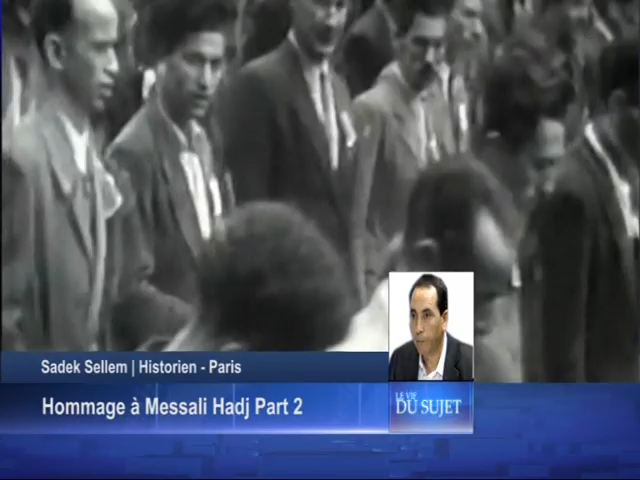 Sadek Sellem | Historien - Paris
Hommage à Messali Hadj Part 2
LE VIF
DU SUJET